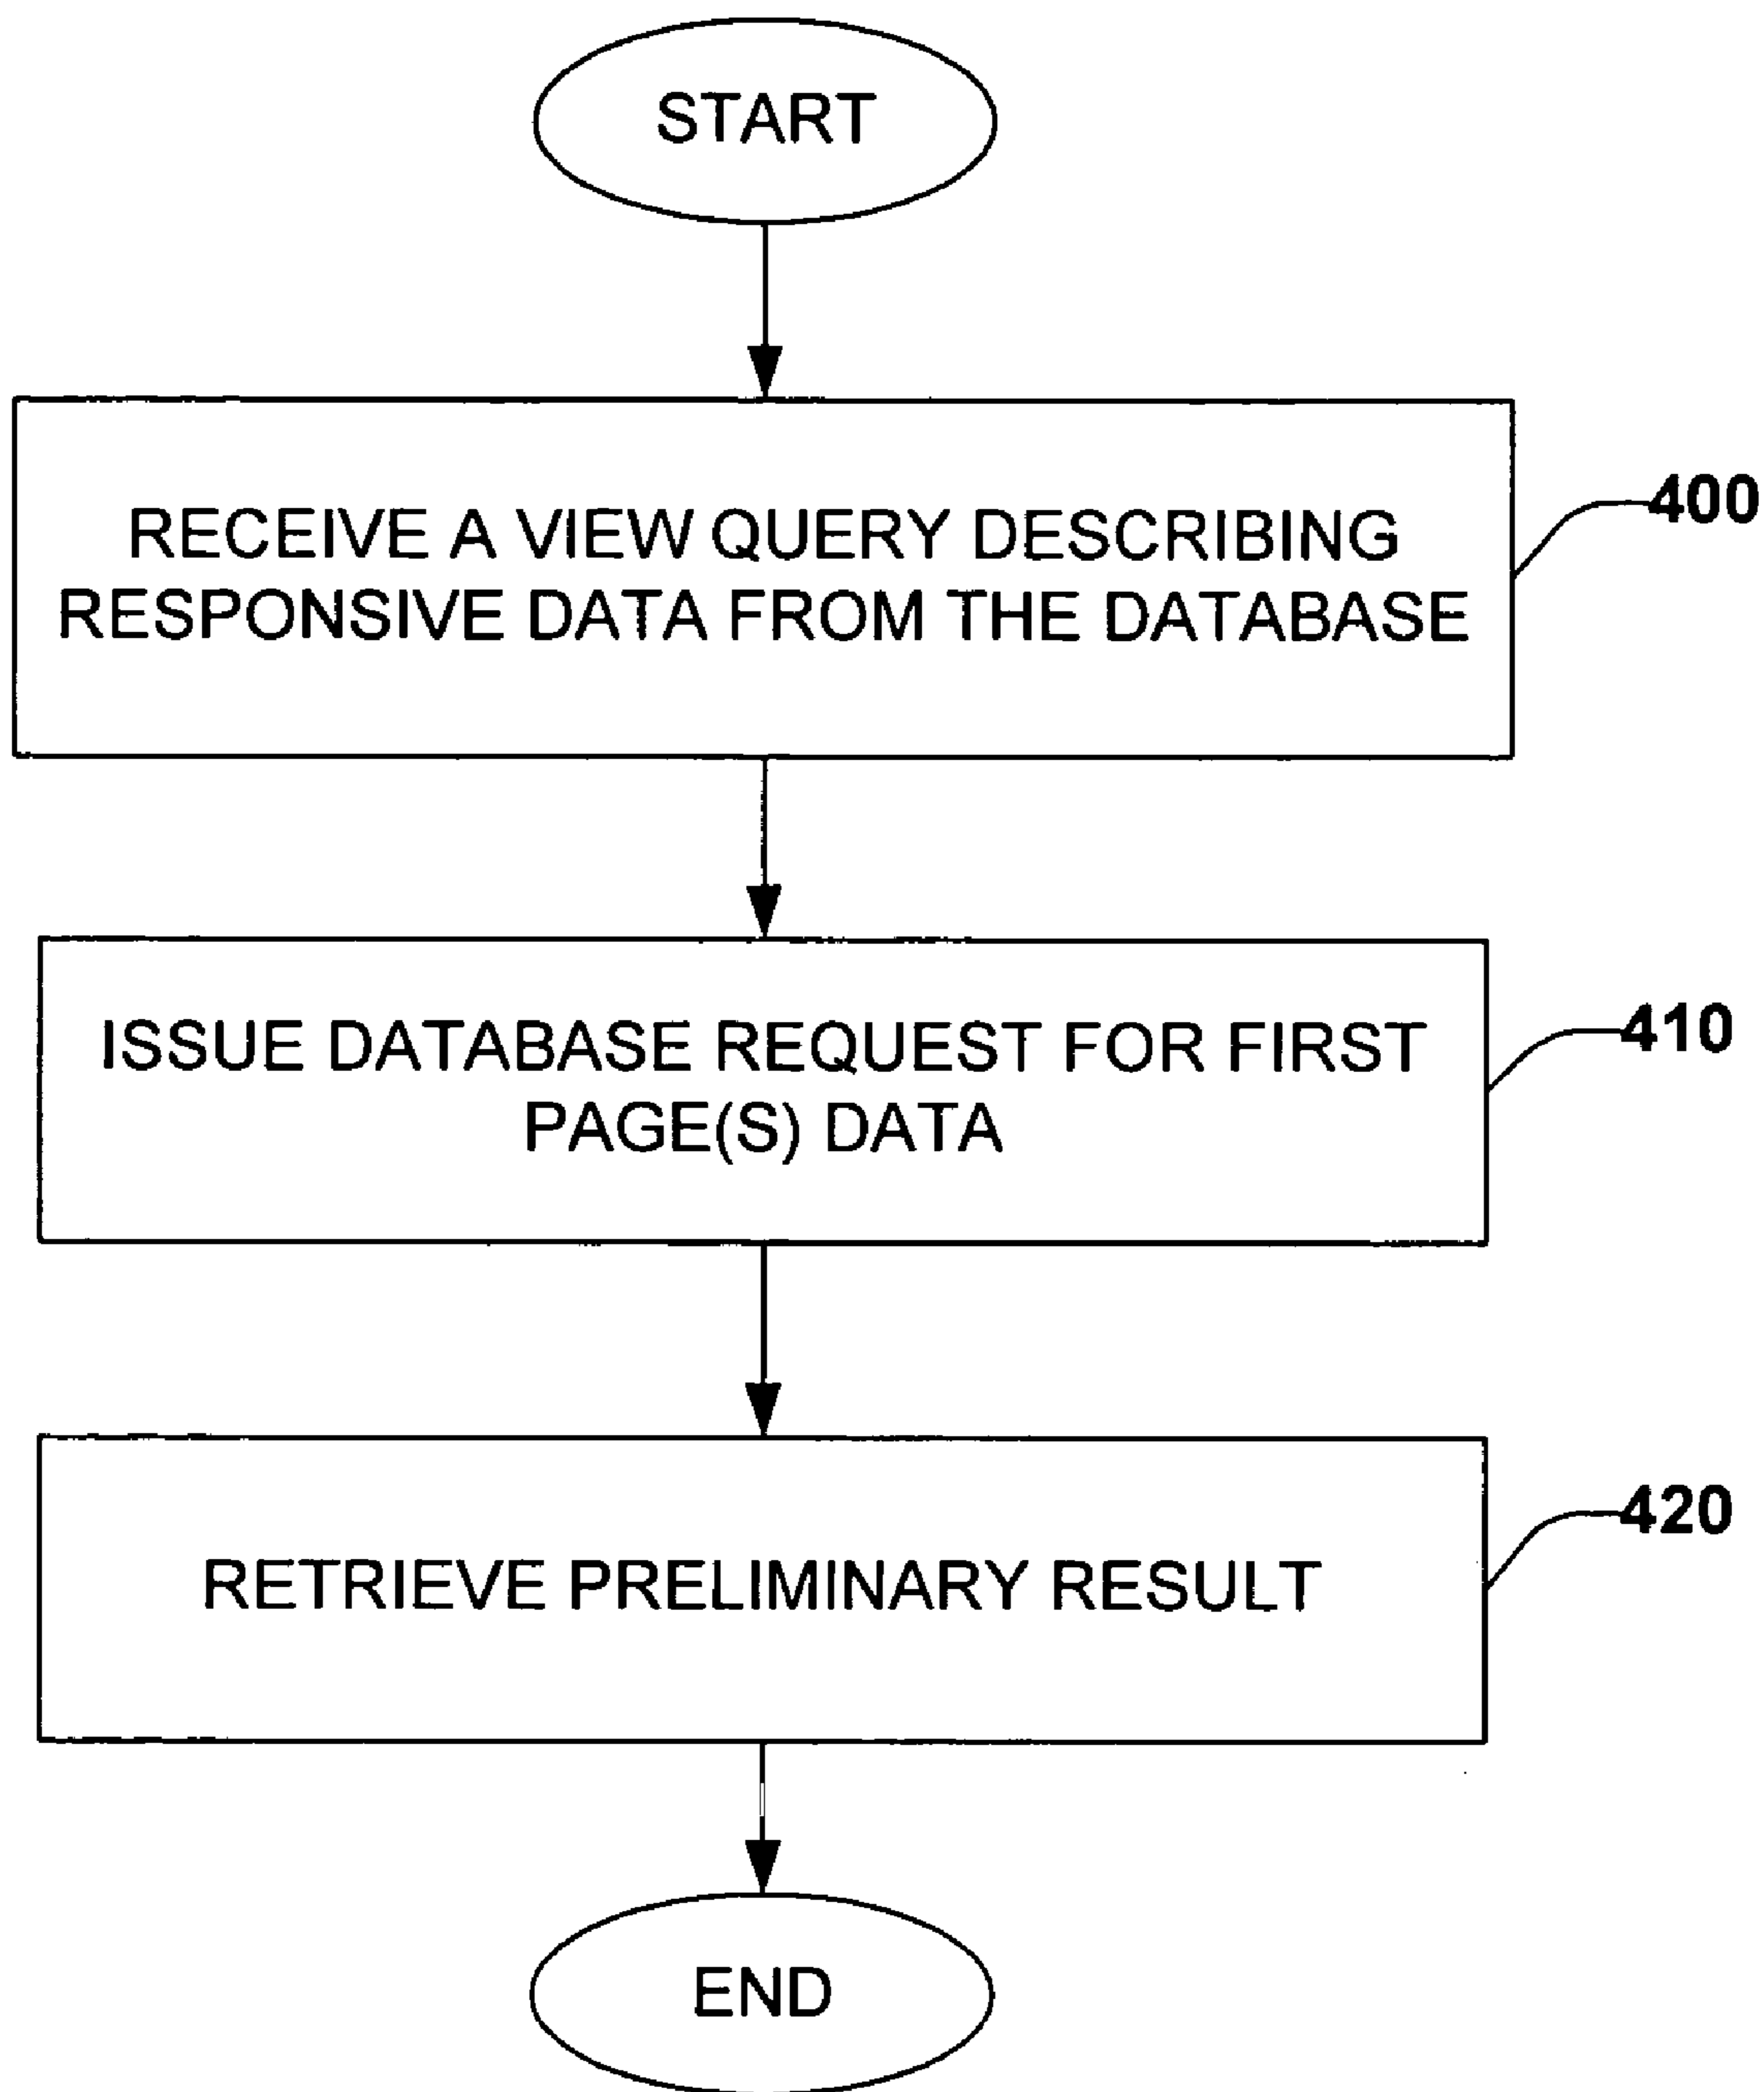 START
RECEIVE A VIEW QUERY DESCRIBING
RESPONSIVE DATA FROM THE DATABASE
400
ISSUE DATABASE REQUEST FOR FIRST
PAGE(S) DATA
410
RETRIEVE PRELIMINARY RESULT
420
END